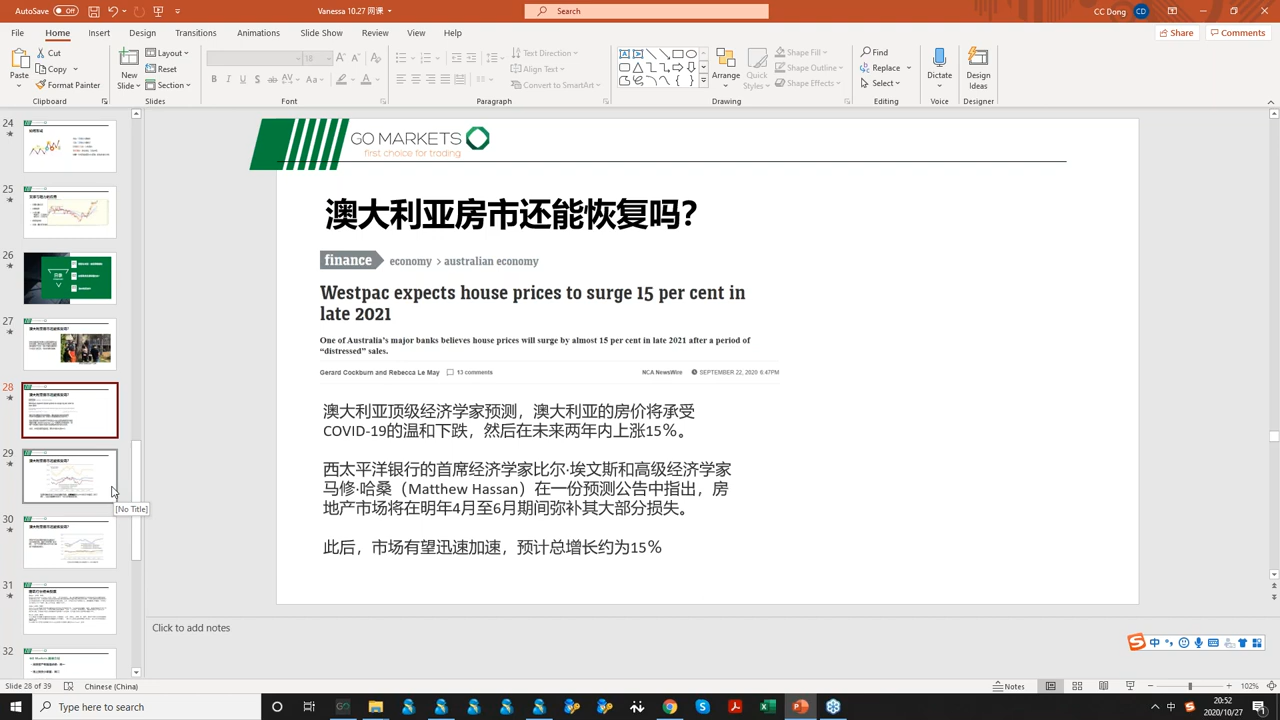 AutoSave
Off
10.27 房课
Search
CC Dong
File
Home
Insert
Design
Transitions
Animations
Slide Show
Review
View
Help
Share
Comments
Paste
Cut
Copy
Format Painter
Clipboard
New Slide
Layout
Reset
Section
Slides
18
Font
Text Direction
Align Text
Convert to SmartArt
Paragraph
Arrange
Quick Styles
Shape Fill
Shape Outline
Shape Effects
Drawing
Find
Replace
Select
Editing
Dictate
Voice
Design Ideas
Designer
24
25
26
27
28
29
30
31
32
[No Title]
GO MARKETS
first choice for trading
澳大利亚房市还能恢复吗?
finance economy > australian economy
Westpac expects house prices to surge 15 per cent in
late 2021
One of Australia's major banks believes house prices will surge by almost 15 per cent in late 2021 after a period of
"distressed" sales.
Gerard Cockburn and Rebecca Le May 13 comments NCA NewsWire SEPTEMBER 22, 2020 6:47PM
澳大利亚顶级经济学家预测，澳大利亚的房价将承受
COVID-19的温和下跌，然后在未来两年内上涨15％。
西太平洋银行的首席经济学家比尔·埃文斯和高级经济学家
马修·哈桑（Matthew Hassan）在一份预测公告中指出，房
地产市场将在明年4月至6月期间弥补其大部分损失。
此后，市场有望迅速加速，预计总增长约为15％
Click to add notes
中
Slide 28 of 39
Chinese (China)
Notes
102%
Type here to search
20:52
2020/10/27